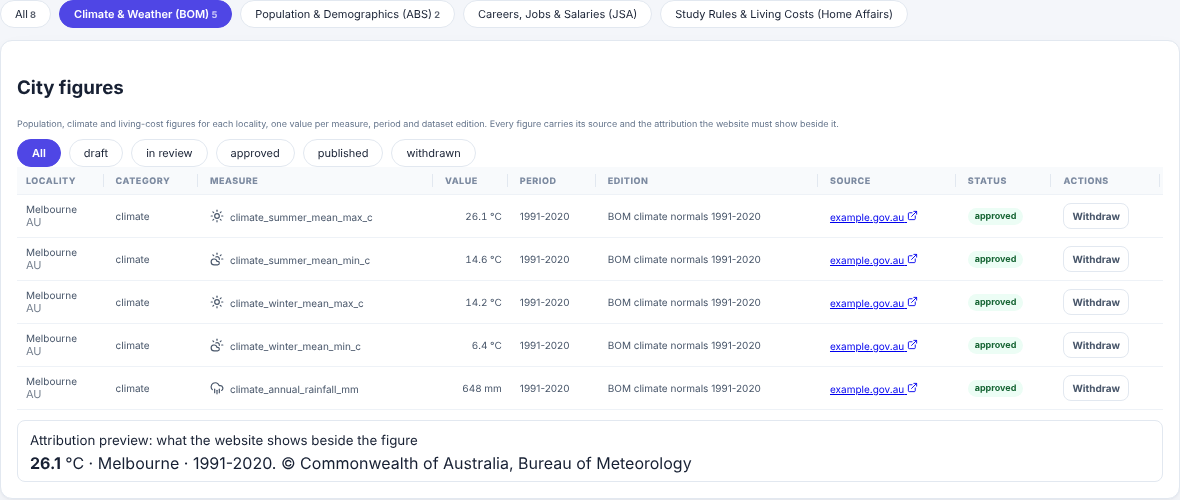 All 8
Climate & Weather (BOM) 5
Population & Demographics (ABS) 2
Careers, Jobs & Salaries (JSA)
Study Rules & Living Costs (Home Affairs)
City figures
Population, climate and living-cost figures for each locality, one value per measure, period and dataset edition. Every figure carries its source and the attribution the website must show beside it.
All draft in review approved published withdrawn
LOCALITY CATEGORY MEASURE VALUE PERIOD EDITION SOURCE STATUS ACTIONS
Melbourne
AU
climate climate_summer_mean_max_c 26.1 °C 1991-2020 BOM climate normals 1991-2020 example.gov.au approved Withdraw
Melbourne
AU
climate climate_summer_mean_min_c 14.6 °C 1991-2020 BOM climate normals 1991-2020 example.gov.au approved Withdraw
Melbourne
AU
climate climate_winter_mean_max_c 14.2 °C 1991-2020 BOM climate normals 1991-2020 example.gov.au approved Withdraw
Melbourne
AU
climate climate_winter_mean_min_c 6.4 °C 1991-2020 BOM climate normals 1991-2020 example.gov.au approved Withdraw
Melbourne
AU
climate climate_annual_rainfall_mm 648 mm 1991-2020 BOM climate normals 1991-2020 example.gov.au approved Withdraw
Attribution preview: what the website shows beside the figure
26.1 °C · Melbourne · 1991-2020. © Commonwealth of Australia, Bureau of Meteorology